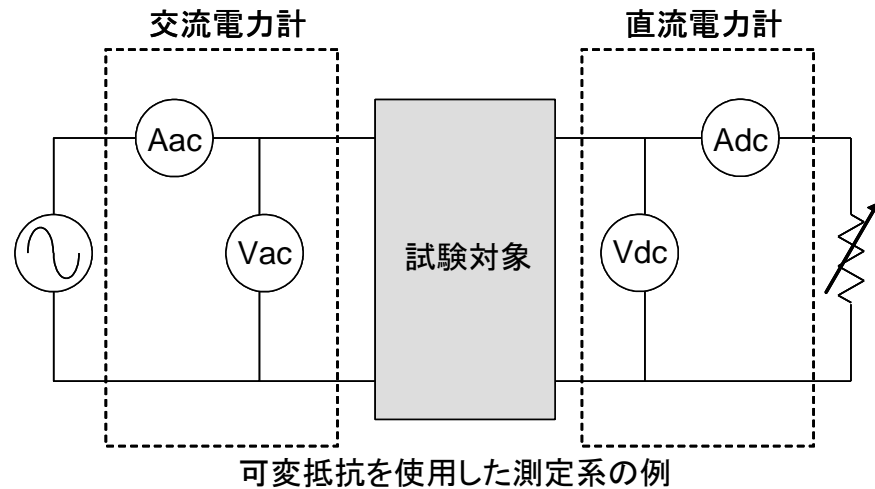 交流電力計
直流電力計
Aac
Adc
Vac
試験対象
Vdc
可変抵抗を使用した測定系の例